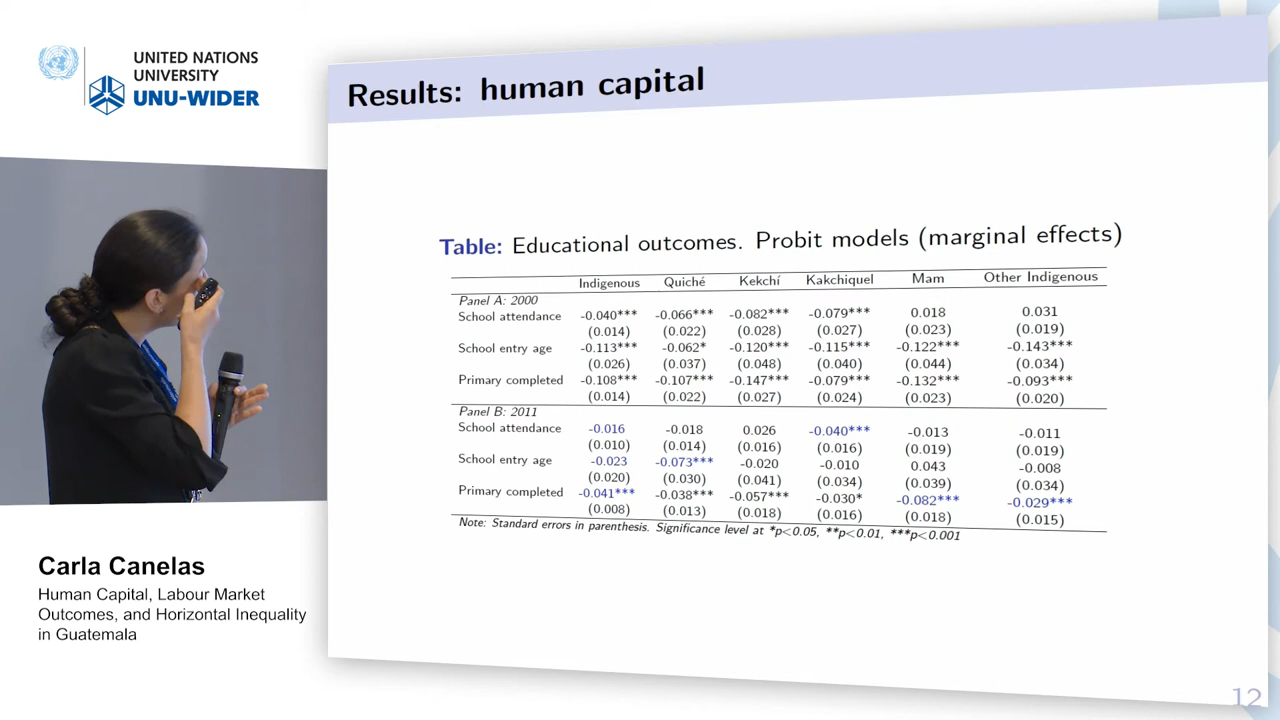 UNITED NATIONS
UNIVERSITY
UNU-WIDER
Results: human capital
Table: Educational outcomes. Probit models (marginal effects)
Indigenous Quiché Kekchí Kakchiquel Mam Other Indigenous
Panel A: 2000
School attendance -0.040*** -0.066*** -0.082*** -0.079*** 0.018 0.031
(0.014) (0.022) (0.028) (0.027) (0.023) (0.019)
School entry age -0.113*** -0.062* -0.120*** -0.115*** -0.122*** -0.143***
(0.026) (0.037) (0.048) (0.040) (0.044) (0.034)
Primary completed -0.108*** -0.107*** -0.147*** -0.079*** -0.132*** -0.093***
(0.014) (0.022) (0.027) (0.024) (0.023) (0.020)
Panel B: 2011
School attendance -0.016 -0.018 0.026 -0.040*** -0.013 -0.011
(0.010) (0.014) (0.016) (0.016) (0.019) (0.019)
School entry age -0.023 -0.073*** -0.020 -0.010 0.043 -0.008
(0.020) (0.030) (0.041) (0.034) (0.039) (0.034)
Primary completed -0.041*** -0.038*** -0.057*** -0.030* -0.082*** -0.029***
(0.008) (0.013) (0.018) (0.016) (0.018) (0.015)
Note: Standard errors in parenthesis. Significance level at *p<0.05, **p<0.01, ***p<0.001
Carla Canelas
Human Capital, Labour Market
Outcomes, and Horizontal Inequality
in Guatemala
12